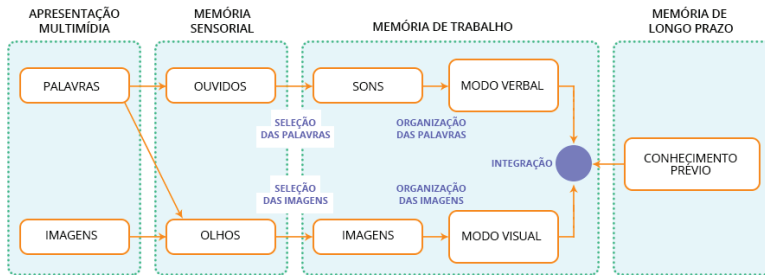 APRESENTAÇÃO
MULTIMÍDIA
MEMÓRIA
SENSORIAL
MEMÓRIA DE TRABALHO
MEMÓRIA DE
LONGO PRAZO
PALAVRAS
OUVIDOS
SONS
MODO VERBAL
SELEÇÃO
DAS PALAVRAS
ORGANIZAÇÃO
DAS PALAVRAS
INTEGRAÇÃO
CONHECIMENTO
PRÉVIO
SELEÇÃO
DAS IMAGENS
ORGANIZAÇÃO
DAS IMAGENS
IMAGENS
OLHOS
IMAGENS
MODO VISUAL